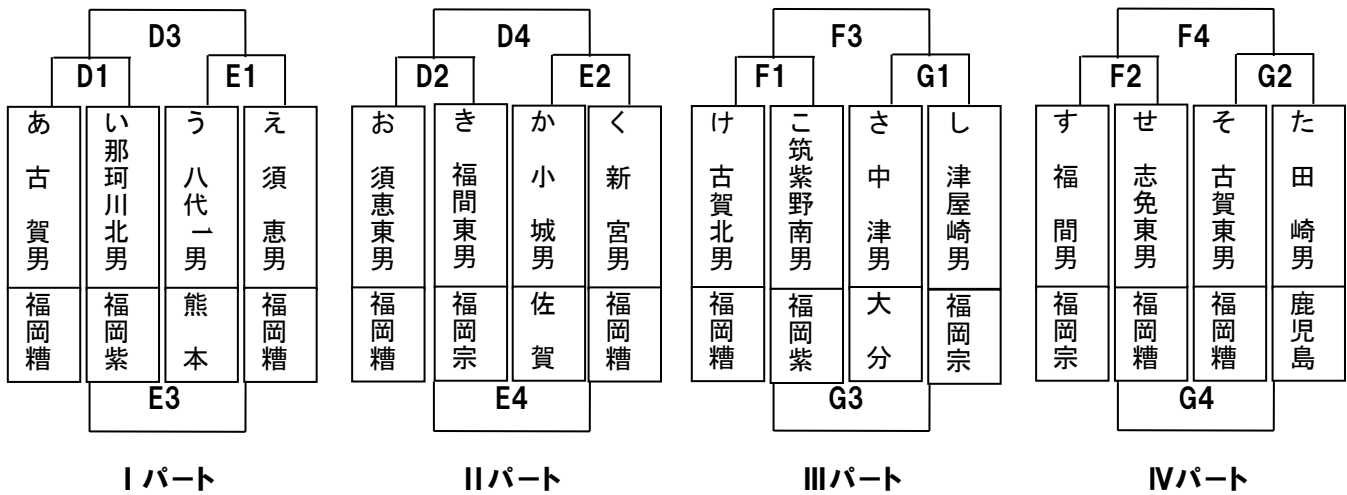 D3 D4 F3 F4
D1 E1 D2 E2 F1 G1 F2 G2
あ 古賀男
い那珂川北男
う 八代一男
え 須恵男
お 須恵東男
き 福間東男
か 小城男
く 新宮男
け 古賀北男
こ筑紫野南男
さ 中津男
し 津屋崎男
す 福間男
せ 志免東男
そ 古賀東男
た 田崎男
福岡糟
福岡紫
熊本
福岡糟
福岡糟
福岡宗
佐賀
福岡糟
福岡糟
福岡紫
大分
福岡宗
福岡宗
福岡糟
福岡糟
鹿児島
E3 E4 G3 G4
Ⅰパート Ⅱパート Ⅲパート Ⅳパート